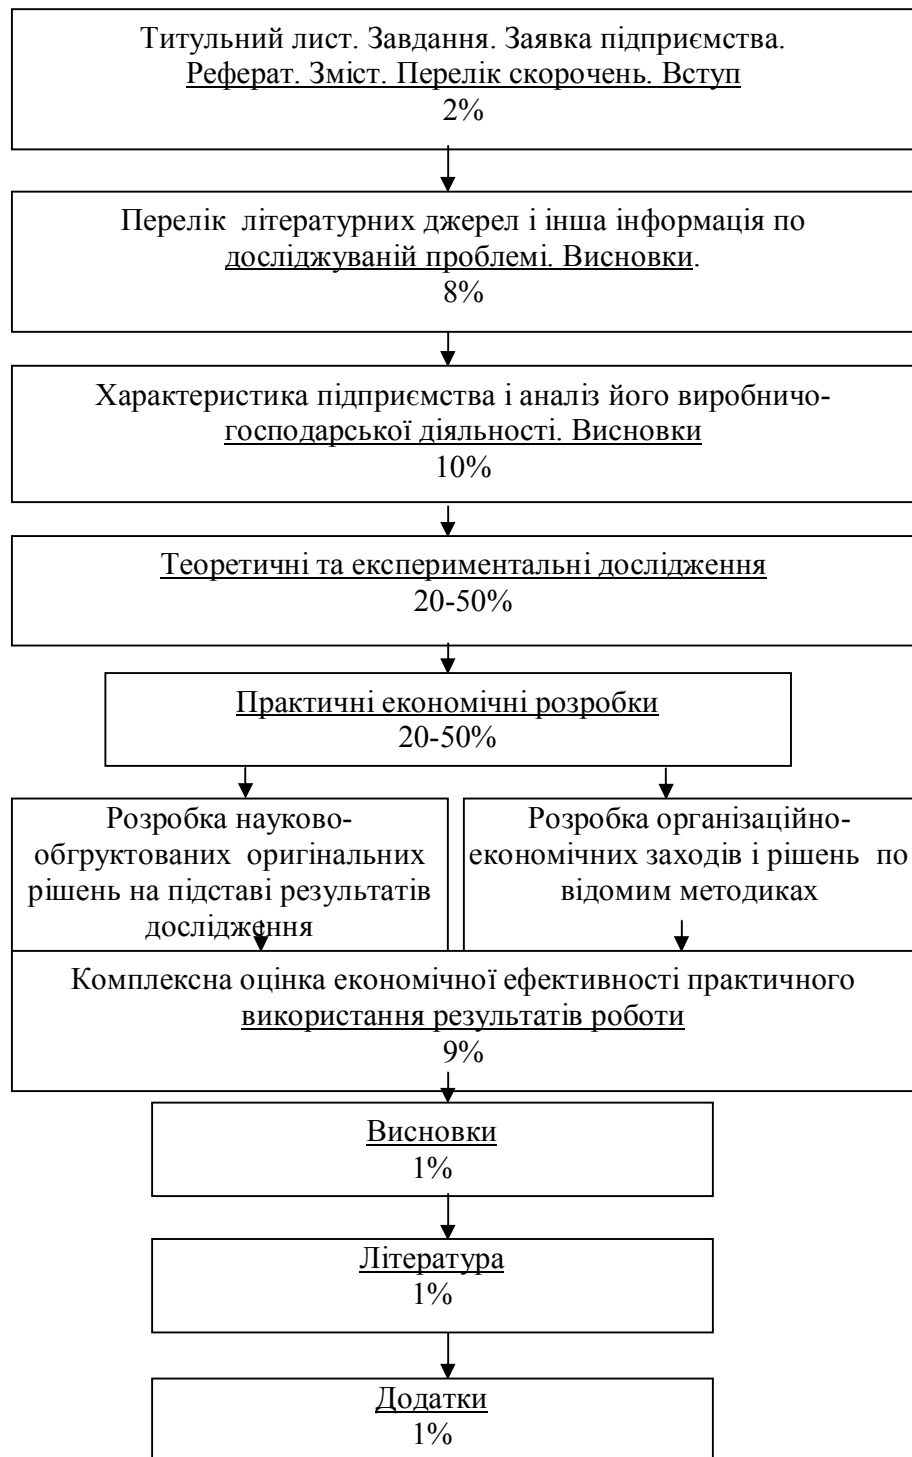 Титульний лист. Завдання. Заявка підприємства.
Реферат. Зміст. Перелік скорочень. Вступ
2%
Перелік літературних джерел і інша інформація по
досліджуваній проблемі. Висновки.
8%
Характеристика підприємства і аналіз його виробничо-
господарської діяльності. Висновки
10%
Теоретичні та експериментальні дослідження
20-50%
Практичні економічні розробки
20-50%
Розробка науково-
обгруктованих оригінальних
рішень на підставі результатів
дослідження
Розробка організаційно-
економічних заходів і рішень по
відомим методиках
Комплексна оцінка економічної ефективності практичного
використання результатів роботи
9%
Висновки
1%
Література
1%
Додатки
1%